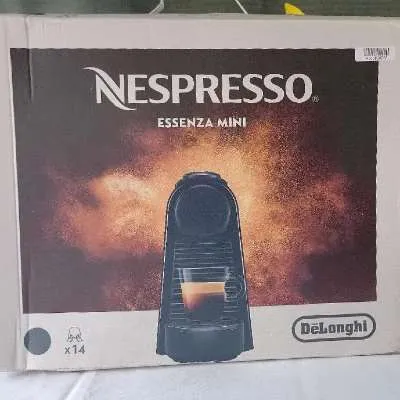 NESPRESSO
ESSENZA MINI
x14
DeLonghi